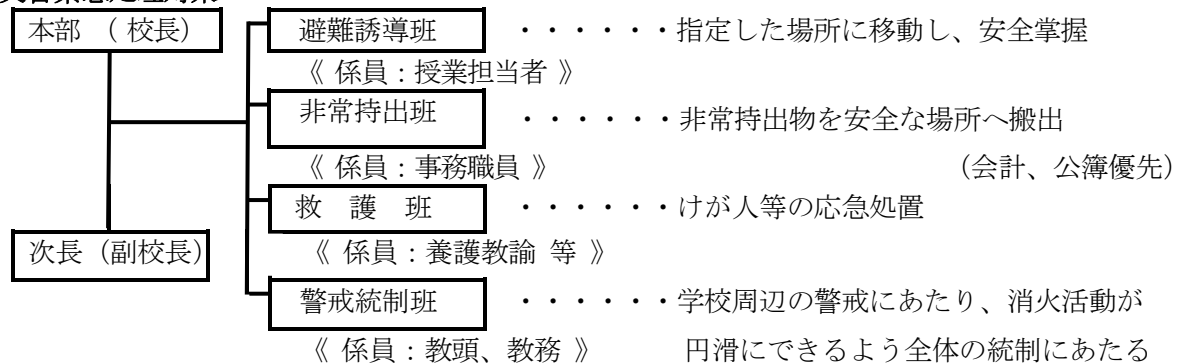 本部 （ 校長）
避難誘導班 ・・・・・・指定した場所に移動し、安全掌握
《 係員：授業担当者 》
非常持出班 ・・・・・・非常持出物を安全な場所へ搬出
《 係員：事務職員 》 （会計、公簿優先）
救 護 班 ・・・・・・けが人等の応急処置
次長（副校長） 《 係員：養護教諭 等 》
警戒統制班 ・・・・・・学校周辺の警戒にあたり、消火活動が
《 係員：教頭、教務 》 円滑にできるよう全体の統制にあたる